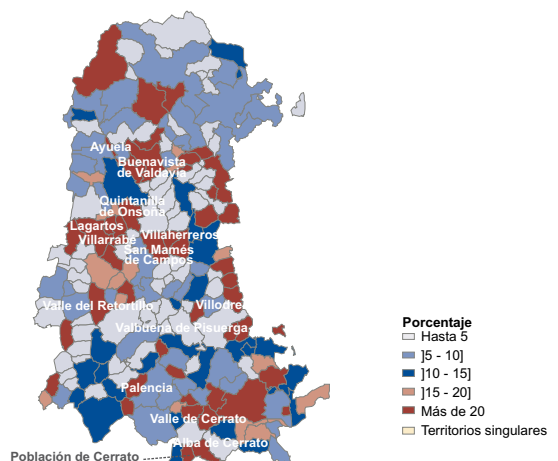 Ayuela
Buenavista
de Valdavia
Quintanilla
de Onsoña
Lagartos
Villarrabé
Villaherreros
San Mamés
de Campos
Valle del Retortillo
Villodre
Valbuena de Pisuerga
Palencia
Valle de Cerrato
Alba de Cerrato
Población de Cerrato
Porcentaje
Hasta 5
]5 - 10]
]10 - 15]
]15 - 20]
Más de 20
Territorios singulares